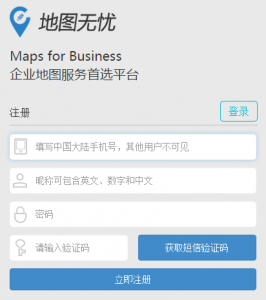 地图无忧
Maps for Business
企业地图服务首选平台
注册
登录
填写中国大陆手机号，其他用户不可见
昵称可包含英文、数字和中文
密码
请输入验证码
获取短信验证码
立即注册